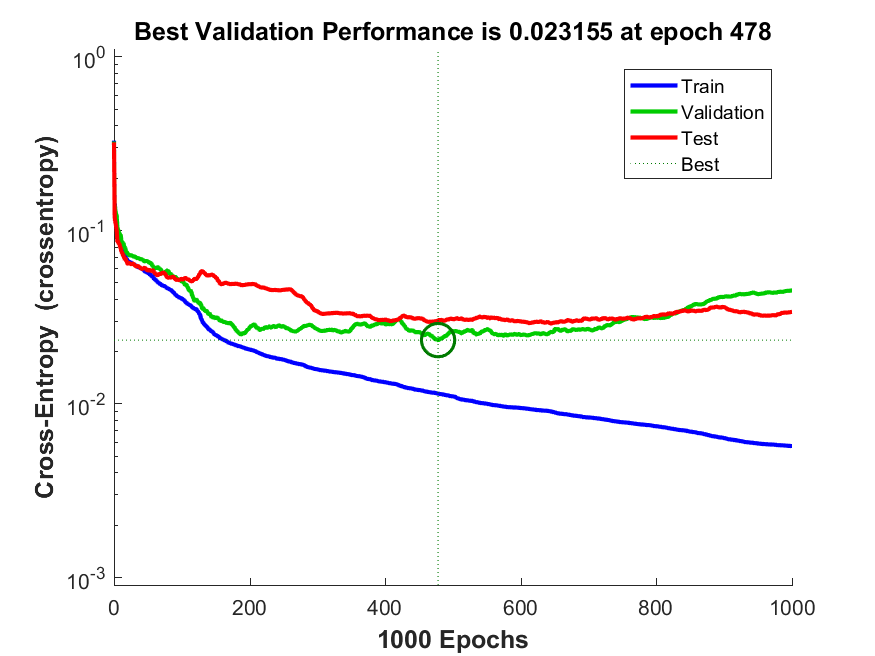 Best Validation Performance is 0.023155 at epoch 478
Cross-Entropy (crossentropy)
10^0
10^-1
10^-2
10^-3
Train
Validation
Test
Best
0 200 400 600 800 1000
1000 Epochs